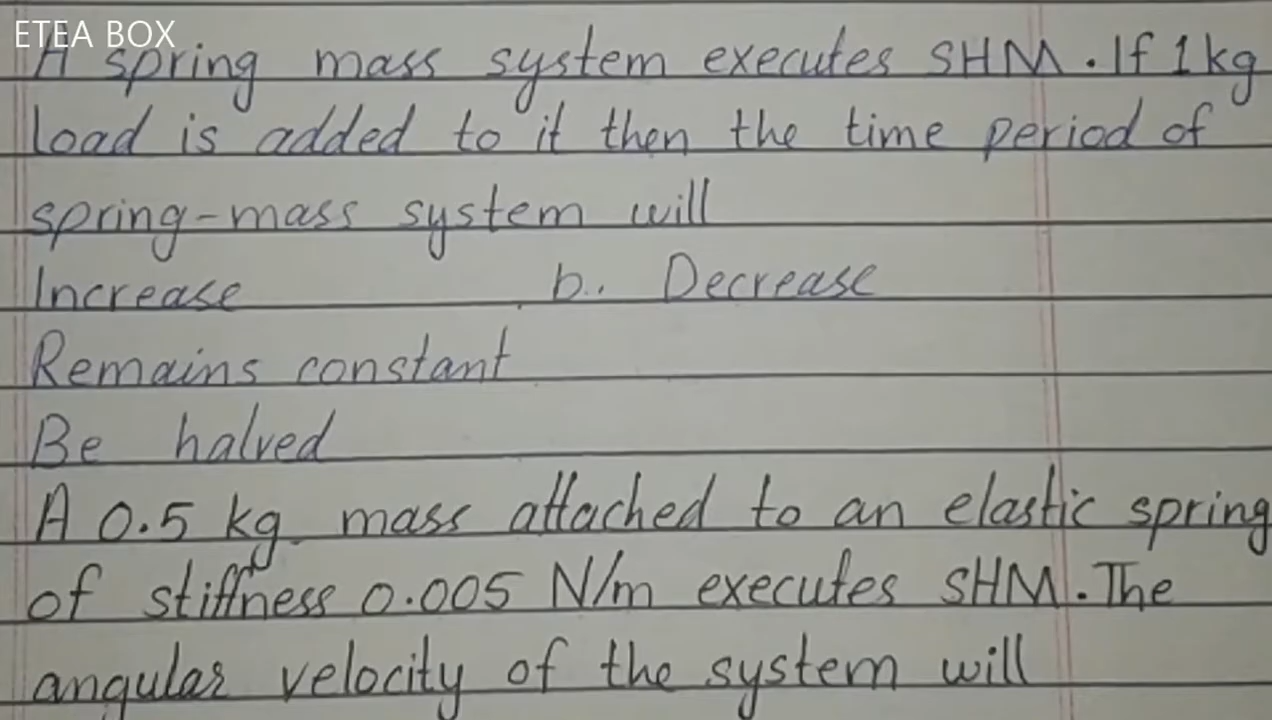 ETEA BOX
A spring mass system executes SHM. If 1kg
load is added to it then the time period of
spring-mass system will
Increase b.. Decrease
Remains constant
Be halved
A 0.5 kg mass attached to an elastic spring
of stiffness 0.005 N/m executes SHM. The
angular velocity of the system will